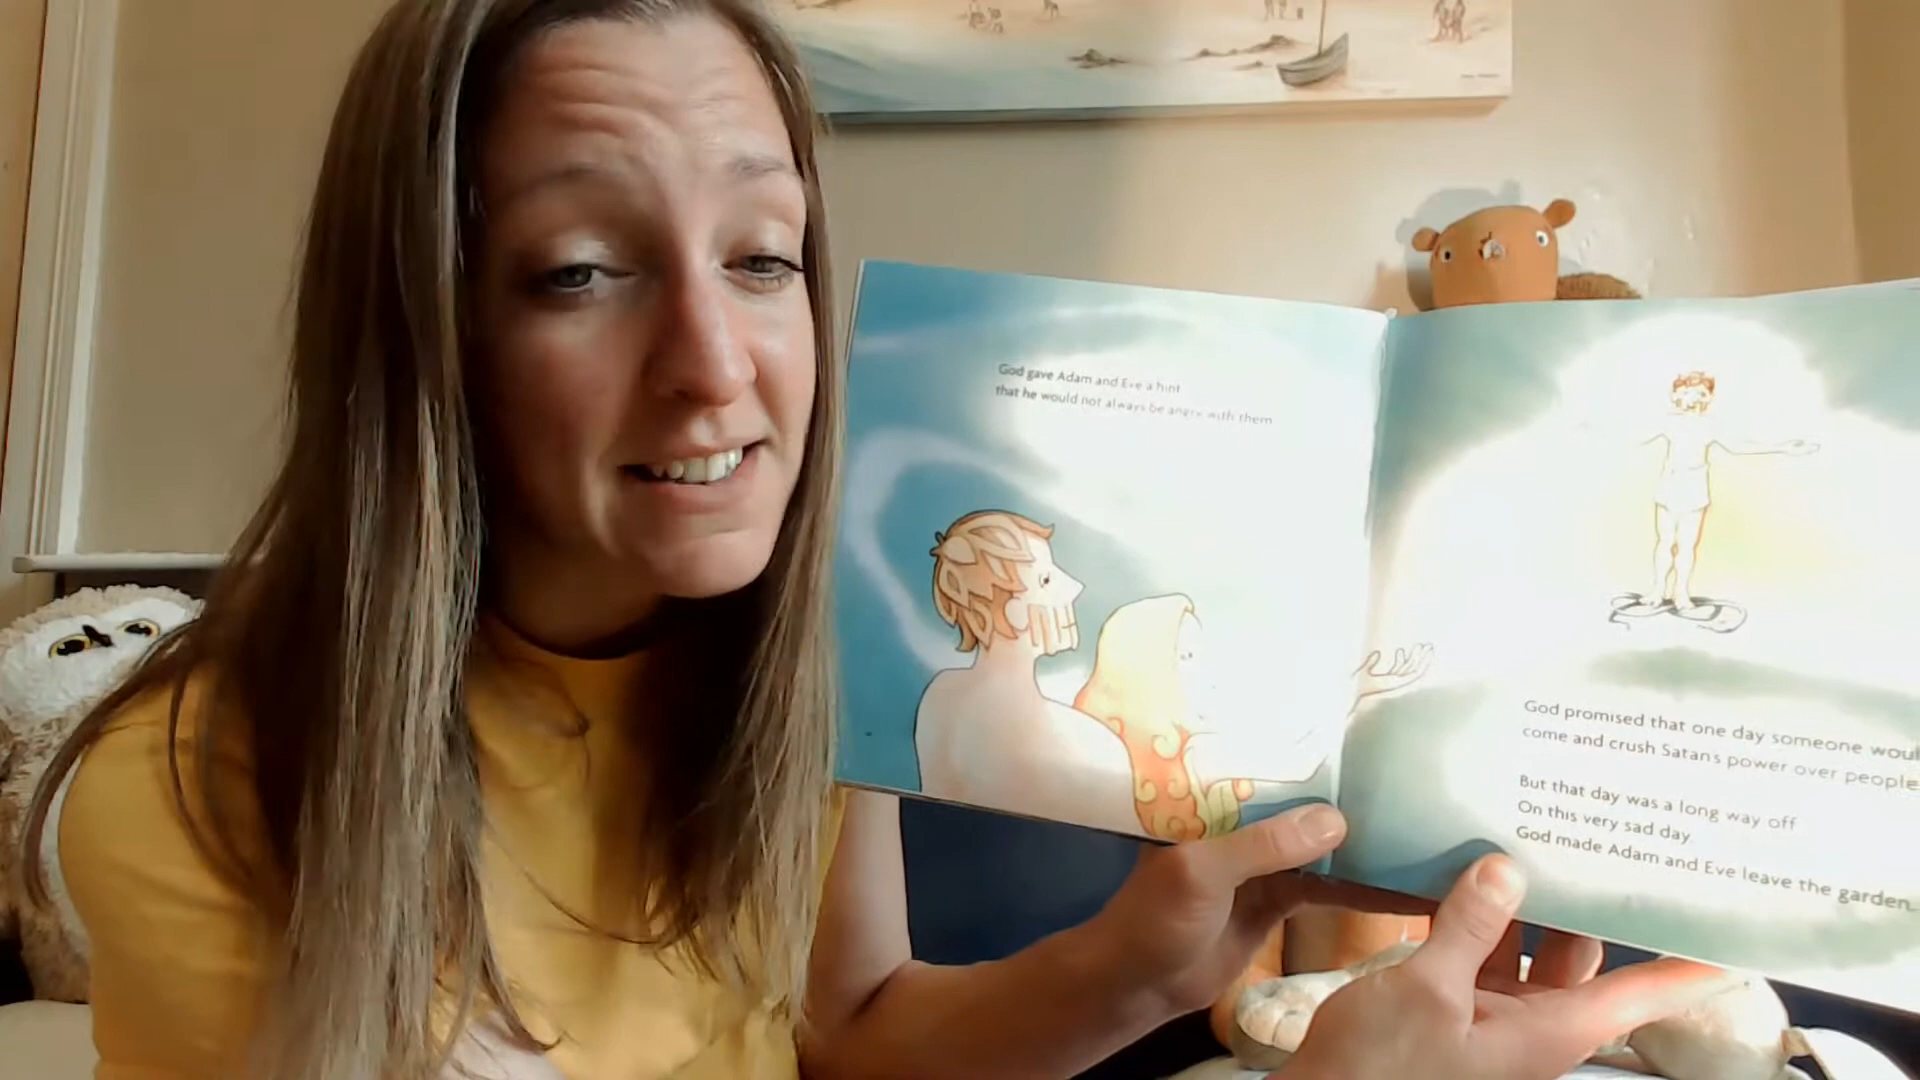 God gave Adam and Eve a hint
that he would not always be angry with them
God promised that one day someone woul
come and crush Satan's power over people
But that day was a long way off
On this very sad day
God made Adam and Eve leave the garden.